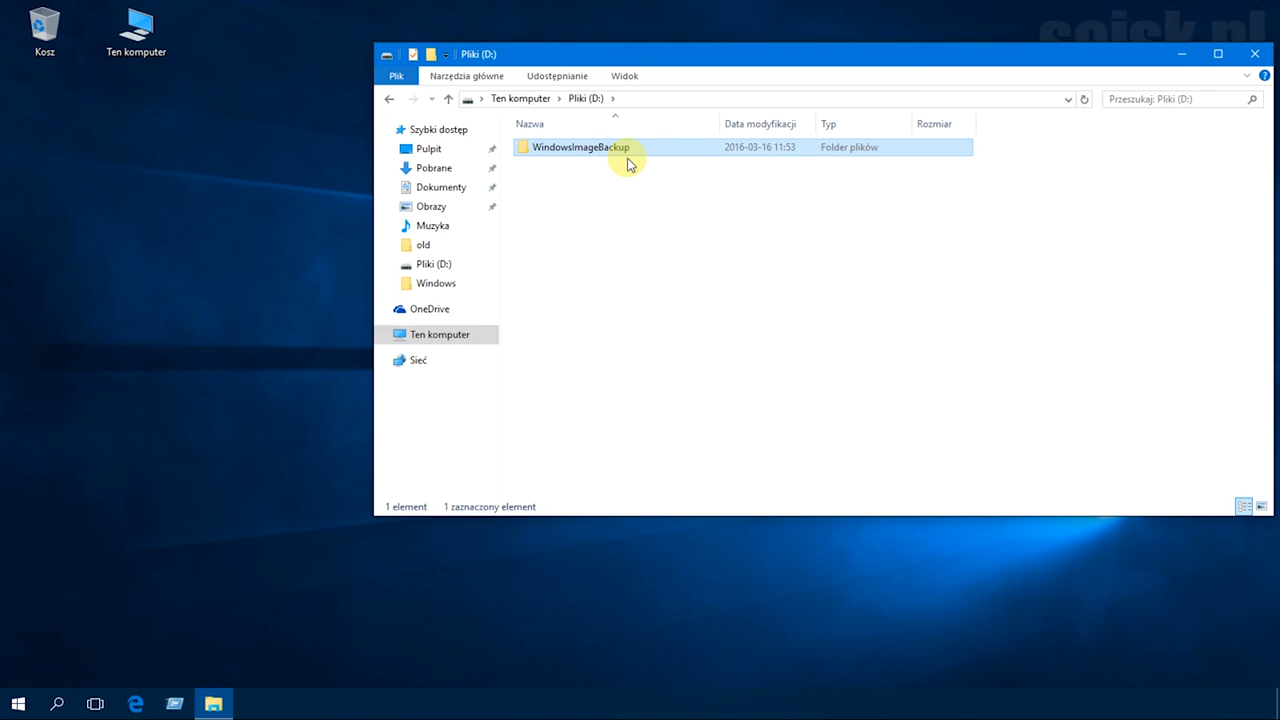 sojsk.pl
Kosz
Ten komputer
Pliki (D:)
Plik Narzędzia główne Udostępnianie Widok
Ten komputer Pliki (D:) Przeszukaj: Pliki (D:)
Nazwa Data modyfikacji Typ Rozmiar
WindowsImageBackup 2016-03-16 11:53 Folder plików
Szybki dostęp
Pulpit
Pobrane
Dokumenty
Obrazy
Muzyka
old
Pliki (D:)
Windows
OneDrive
Ten komputer
Sieć
1 element 1 zaznaczony element